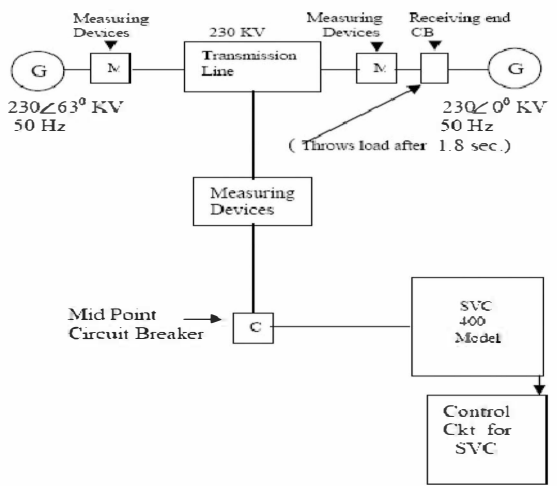 Measuring
Devices
230 KV
Measuring
Devices
Receiving end
CB
G
M
Transmission
Line
M
G
230∠63⁰ KV
50 Hz
230∠0⁰ KV
50 Hz
( Throws load after 1.8 sec.)
Measuring
Devices
Mid Point
Circuit Breaker
C
SVC
400
Model
Control
Ckt for
SVC